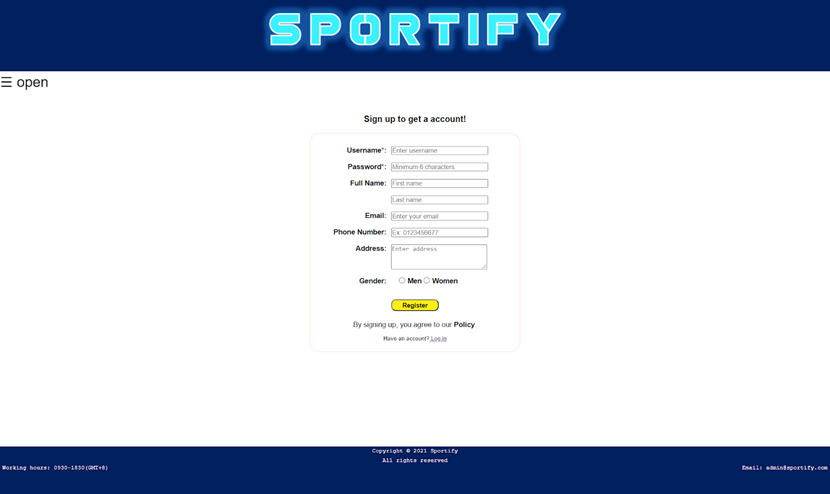 SPORTIFY
☰ open
Sign up to get a account!
Username*: Enter username
Password*: Minimum 6 characters
Full Name: First name
Last name
Email: Enter your email
Phone Number: Ex: 0123456677
Address: Enter address
Gender: Men Women
Register
By signing up, you agree to our Policy.
Have an account? Log in
Copyright © 2021 Sportify
All rights reserved
Working hours: 0930-1830(GMT+8) Email: admin@sportify.com